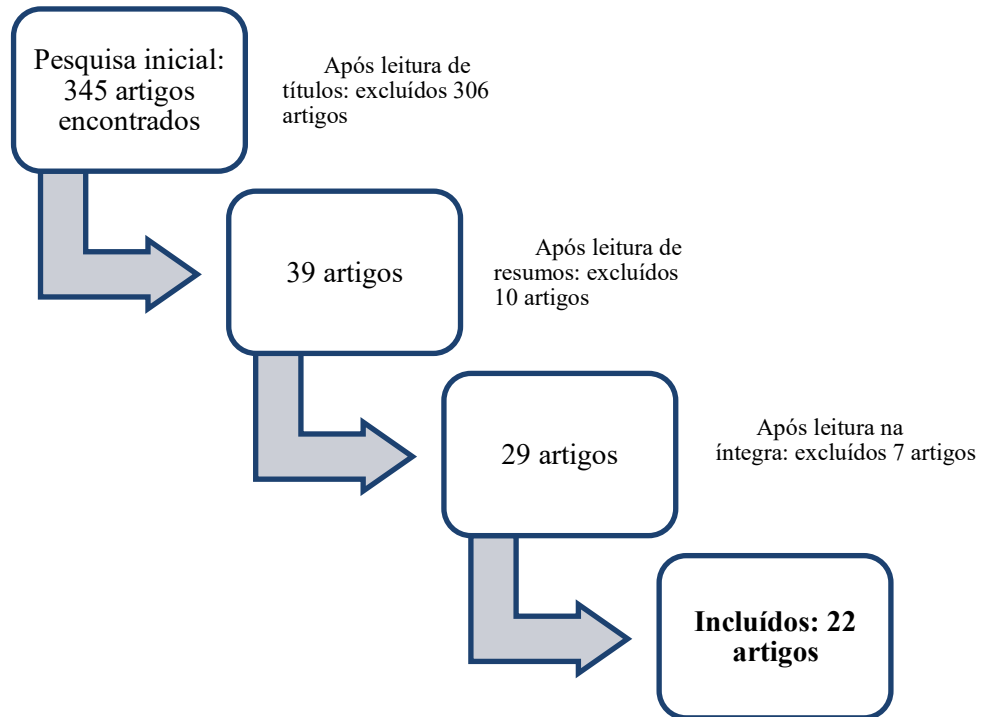 Pesquisa inicial:
345 artigos
encontrados
Após leitura de
títulos: excluídos 306
artigos
39 artigos
Após leitura de
resumos: excluídos
10 artigos
29 artigos
Após leitura na
íntegra: excluídos 7 artigos
Incluídos: 22
artigos